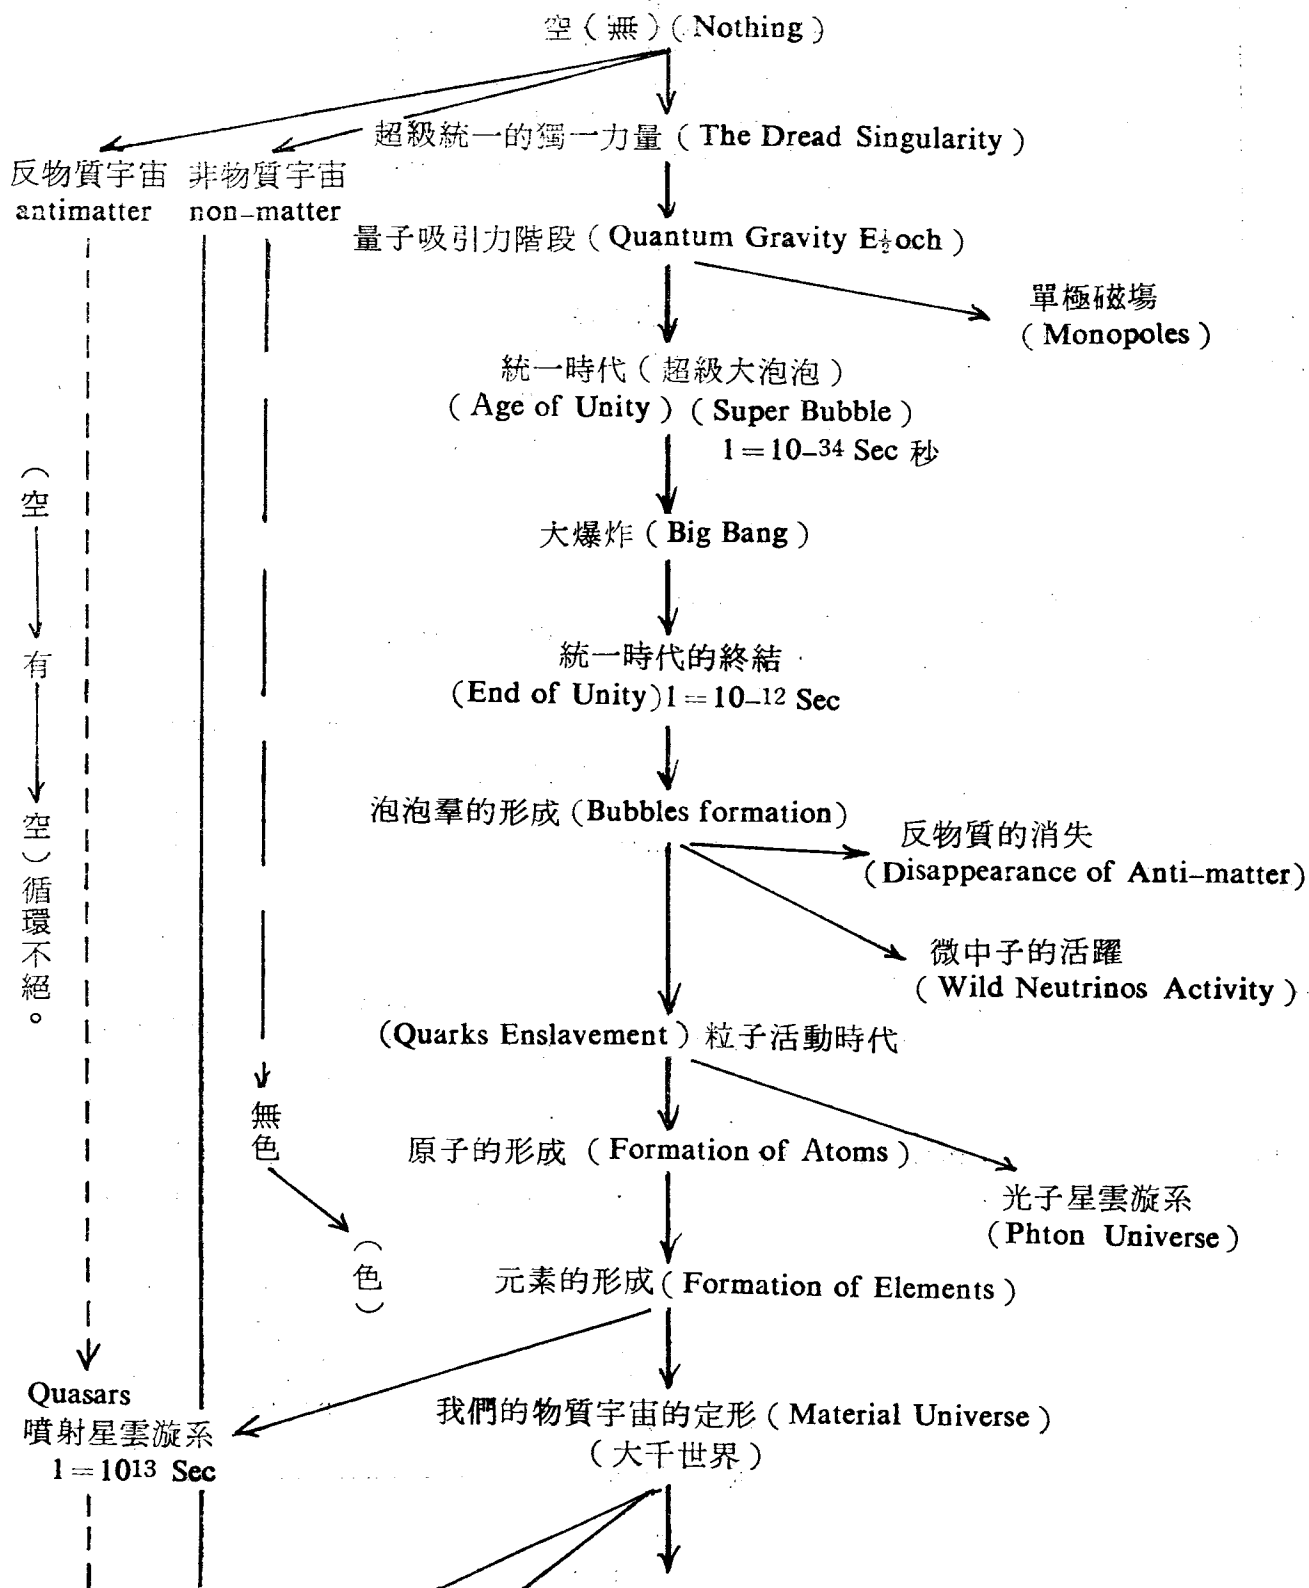 空（無）（Nothing）
超級統一的獨一力量（The Dread Singularity）
反物質宇宙
antimatter
非物質宇宙
non-matter
量子吸引力階段（Quantum Gravity E½och）
單極磁塲
（Monopoles）
統一時代（超級大泡泡）
（Age of Unity）（Super Bubble）
1＝10–34 Sec 秒
大爆炸（Big Bang）
統一時代的終結
(End of Unity)1＝10–12 Sec
泡泡羣的形成（Bubbles formation)
反物質的消失
（Disappearance of Anti-matter)
微中子的活躍
（Wild Neutrinos Activity）
(Quarks Enslavement）粒子活動時代
原子的形成（Formation of Atoms）
光子星雲漩系
（Phton Universe）
元素的形成（Formation of Elements）
（空
有
空）循環不絕。
無色
（色）
Quasars
噴射星雲漩系
1＝1013 Sec
我們的物質宇宙的定形（Material Universe）
（大千世界）